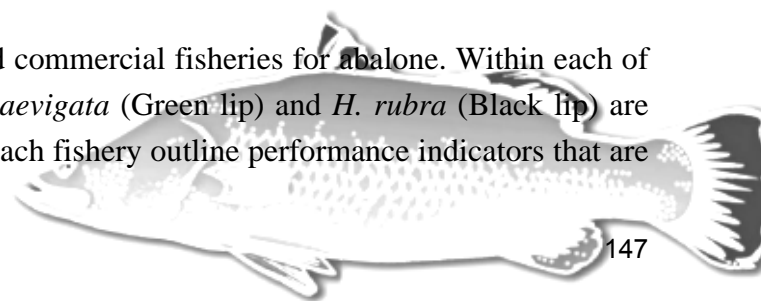 commercial fisheries for abalone. Within each of
aevigata (Green lip) and H. rubra (Black lip) are
ach fishery outline performance indicators that are
147